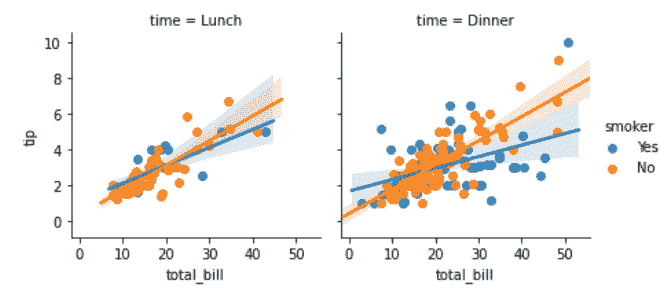 time = Lunch
time = Dinner
10
8
6
4
2
0
tip
smoker
Yes
No
0 10 20 30 40 50
0 10 20 30 40 50
total_bill
total_bill